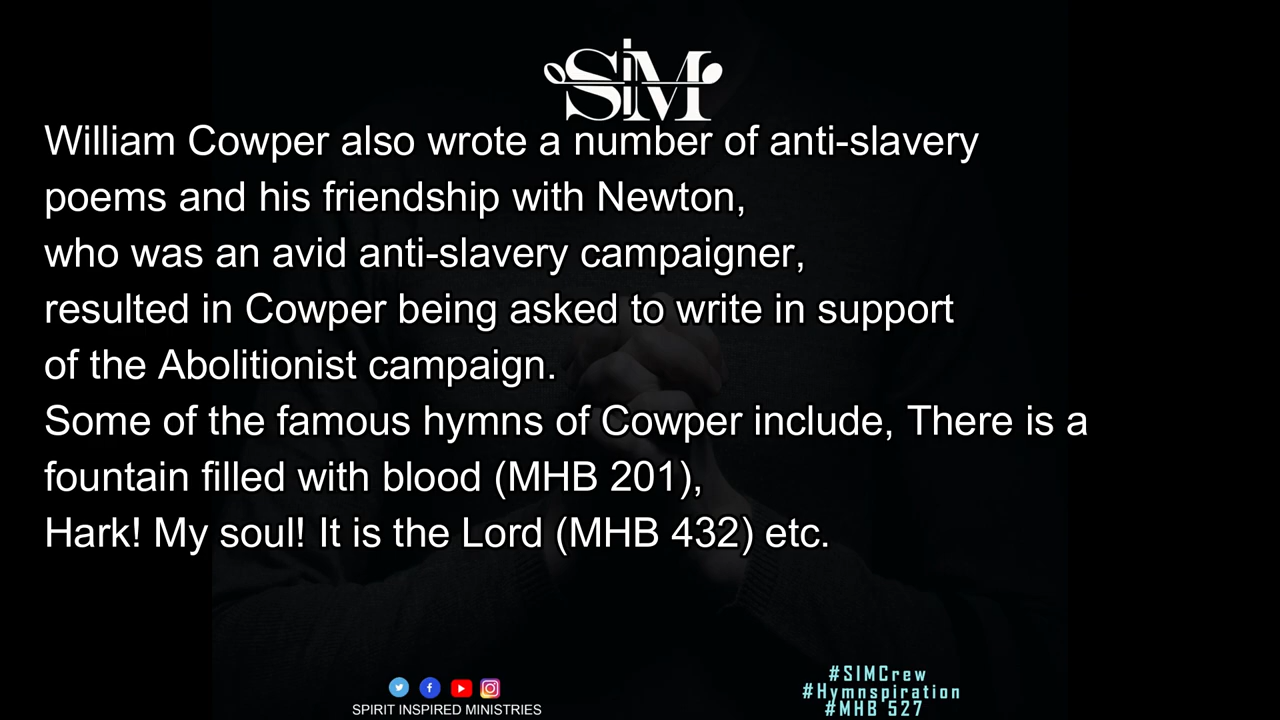 SiM
William Cowper also wrote a number of anti-slavery
poems and his friendship with Newton,
who was an avid anti-slavery campaigner,
resulted in Cowper being asked to write in support
of the Abolitionist campaign.
Some of the famous hymns of Cowper include, There is a
fountain filled with blood (MHB 201),
Hark! My soul! It is the Lord (MHB 432) etc.
SPIRIT INSPIRED MINISTRIES
#SIMCrew
#Hymnspiration
#MHB 527